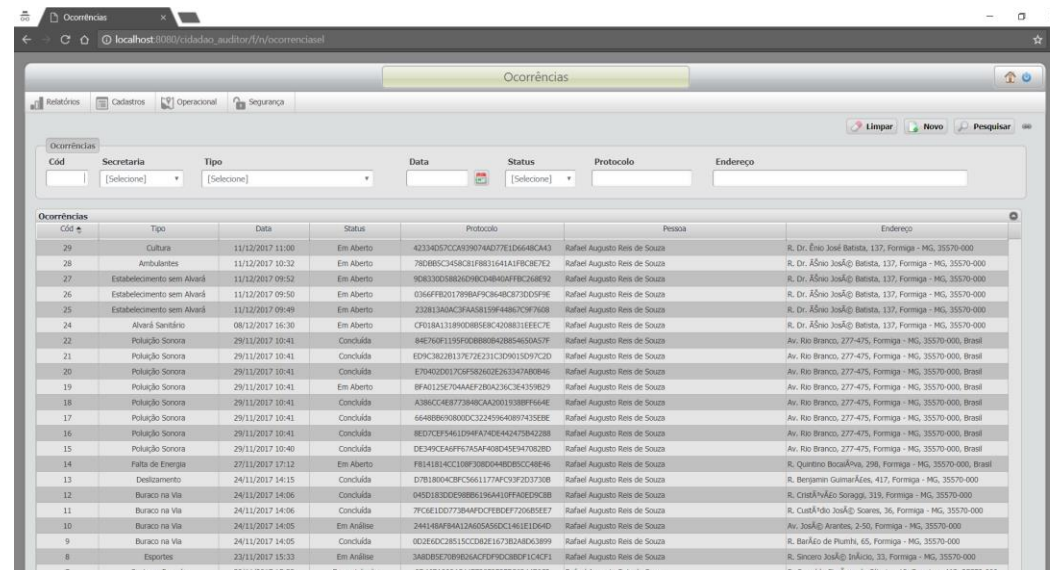 Ocorrências
localhost:8080/cidadao_auditor/f/n/ocorrenciasel
Ocorrências
Relatórios Cadastros Operacional Segurança
Limpar Novo Pesquisar
Ocorrências
Cód Secretaria Tipo Data Status Protocolo Endereço
[Selecione] [Selecione] [Selecione]
Ocorrências
Cód Tipo Data Status Protocolo Pessoa Endereço
29 Cultura 11/12/2017 11:00 Em Aberto Rafael Augusto Reis de Souza R. Dr. Ênio José Batista, 137, Formiga - MG, 35570-000
28 Ambulantes 11/12/2017 10:32 Em Aberto Rafael Augusto Reis de Souza R. Dr. ÃŠnio JosÃ© Batista, 137, Formiga - MG, 35570-000
27 Estabelecimento sem Alvará 11/12/2017 09:52 Em Aberto Rafael Augusto Reis de Souza R. Dr. ÃŠnio JosÃ© Batista, 137, Formiga - MG, 35570-000
26 Estabelecimento sem Alvará 11/12/2017 09:50 Em Aberto Rafael Augusto Reis de Souza R. Dr. ÃŠnio JosÃ© Batista, 137, Formiga - MG, 35570-000
25 Estabelecimento sem Alvará 11/12/2017 09:49 Em Aberto Rafael Augusto Reis de Souza R. Dr. ÃŠnio JosÃ© Batista, 137, Formiga - MG, 35570-000
24 Alvará Sanitário 08/12/2017 16:30 Em Aberto Rafael Augusto Reis de Souza R. Dr. ÃŠnio JosÃ© Batista, 137, Formiga - MG, 35570-000
22 Poluição Sonora 29/11/2017 10:41 Concluída Rafael Augusto Reis de Souza Av. Rio Branco, 277-475, Formiga - MG, 35570-000, Brasil
21 Poluição Sonora 29/11/2017 10:41 Concluída Rafael Augusto Reis de Souza Av. Rio Branco, 277-475, Formiga - MG, 35570-000, Brasil
20 Poluição Sonora 29/11/2017 10:41 Concluída Rafael Augusto Reis de Souza Av. Rio Branco, 277-475, Formiga - MG, 35570-000, Brasil
19 Poluição Sonora 29/11/2017 10:41 Em Aberto Rafael Augusto Reis de Souza Av. Rio Branco, 277-475, Formiga - MG, 35570-000, Brasil
18 Poluição Sonora 29/11/2017 10:41 Concluída Rafael Augusto Reis de Souza Av. Rio Branco, 277-475, Formiga - MG, 35570-000, Brasil
17 Poluição Sonora 29/11/2017 10:41 Concluída Rafael Augusto Reis de Souza Av. Rio Branco, 277-475, Formiga - MG, 35570-000, Brasil
16 Poluição Sonora 29/11/2017 10:41 Concluída Rafael Augusto Reis de Souza Av. Rio Branco, 277-475, Formiga - MG, 35570-000, Brasil
15 Poluição Sonora 29/11/2017 10:40 Concluída Rafael Augusto Reis de Souza Av. Rio Branco, 277-475, Formiga - MG, 35570-000, Brasil
14 Falta de Energia 27/11/2017 17:12 Em Aberto Rafael Augusto Reis de Souza R. Quintino BocaiÃºva, 298, Formiga - MG, 35570-000, Brasil
13 Deslizamento 24/11/2017 14:15 Concluída Rafael Augusto Reis de Souza R. Benjamin GuimarÃ£es, 417, Formiga - MG, 35570-000
12 Buraco na Via 24/11/2017 14:06 Concluída Rafael Augusto Reis de Souza R. Soraggi, 319, Formiga - MG, 35570-000
11 Buraco na Via 24/11/2017 14:06 Concluída Rafael Augusto Reis de Souza R. CustÃ³dio JosÃ© Soares, 36, Formiga - MG, 35570-000
10 Buraco na Via 24/11/2017 14:05 Em Análise Rafael Augusto Reis de Souza Av. JosÃ© Arantes, 2-50, Formiga - MG, 35570-000
9 Buraco na Via 24/11/2017 14:05 Concluída Rafael Augusto Reis de Souza R. BarÃ£o de Piumhi, 65, Formiga - MG, 35570-000
8 Esportes 23/11/2017 15:33 Em Análise Rafael Augusto Reis de Souza R. Sincero JosÃ© InÃ¡cio, 33, Formiga - MG, 35570-000